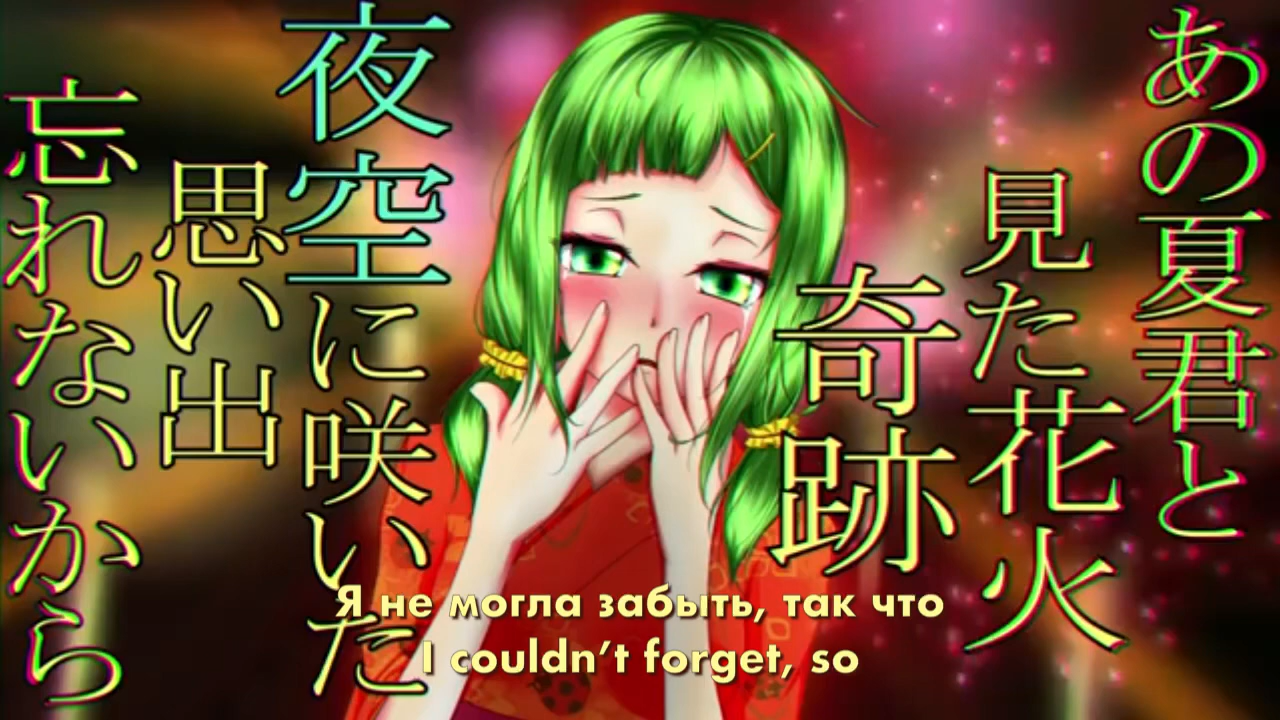 あの夏君と
見た花火
奇跡
夜空に咲いた
思い出
忘れないから
Я не могла забыть, так что
I couldn't forget, so